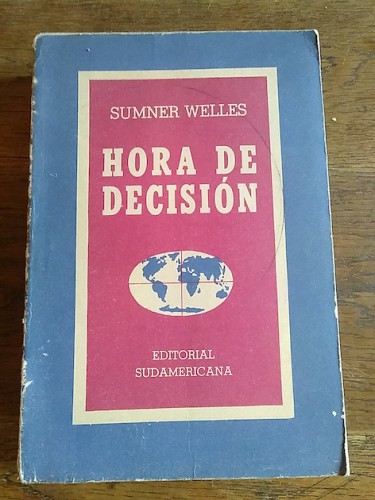 SUMNER WELLES
HORA DE
DECISIÓN
EDITORIAL
SUDAMERICANA